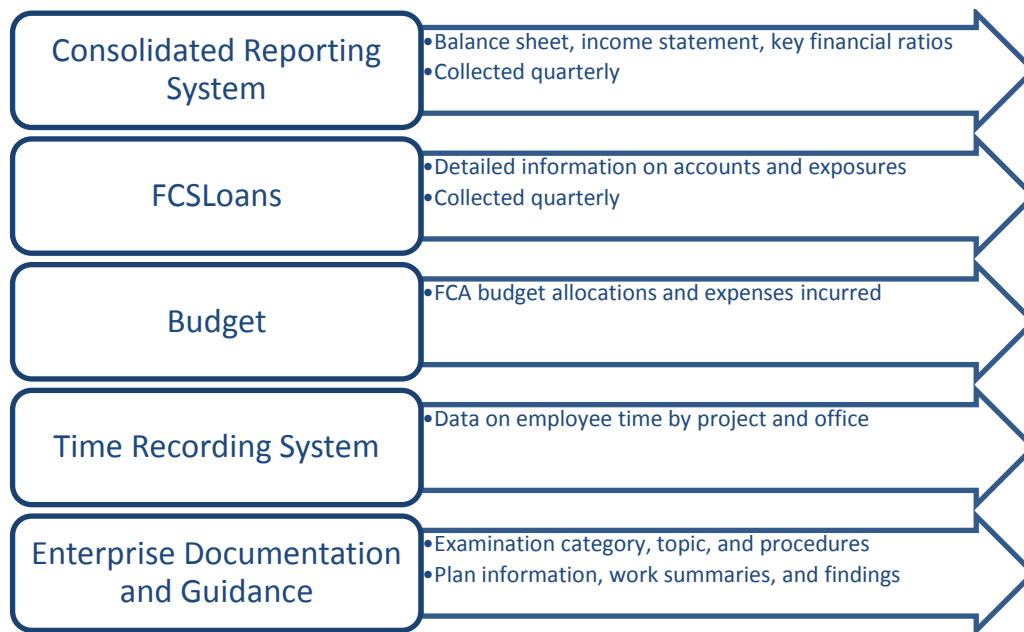 Consolidated Reporting
System
•Balance sheet, income statement, key financial ratios
•Collected quarterly
FCSLoans
•Detailed information on accounts and exposures
•Collected quarterly
Budget
•FCA budget allocations and expenses incurred
Time Recording System
•Data on employee time by project and office
Enterprise Documentation
and Guidance
•Examination category, topic, and procedures
•Plan information, work summaries, and findings